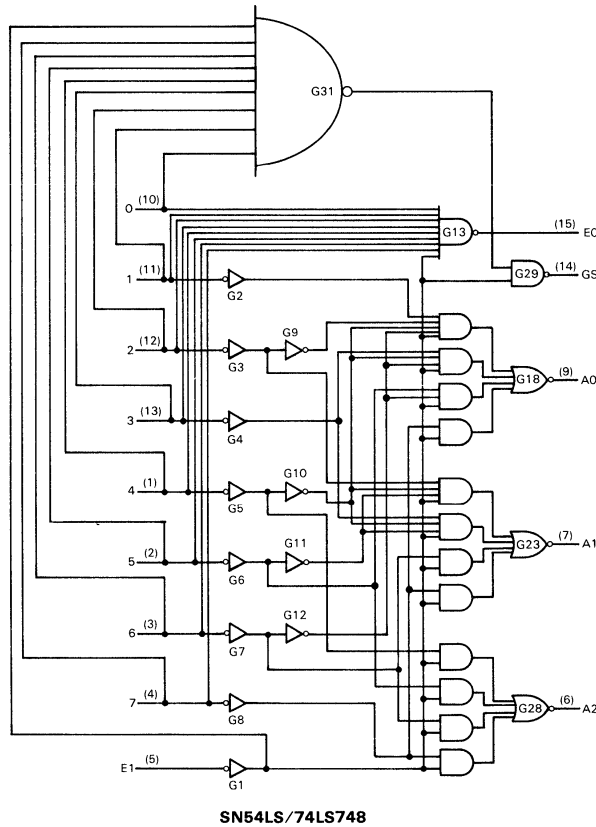 G31
0 (10)
G13
(15) EO
1 (11)
G2
G29
(14) GS
2 (12)
G3
G9
G18
(9) A0
3 (13)
G4
4 (1)
G5
G10
5 (2)
G6
G11
G23
(7) A1
6 (3)
G7
G12
7 (4)
G8
G28
(6) A2
E1 (5)
G1
SN54LS/74LS748